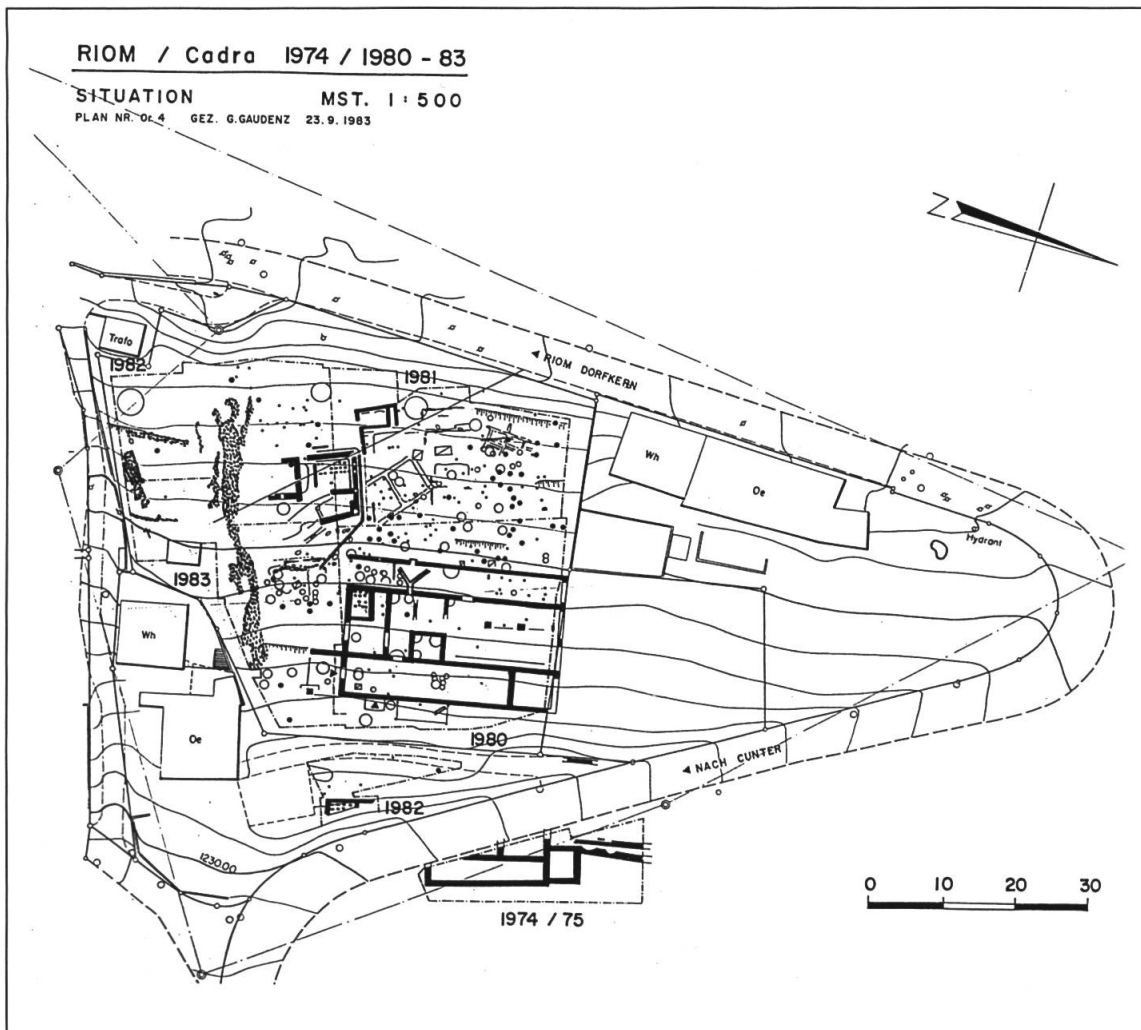 RIOM / Cadra 1974 / 1980 - 83
SITUATION MST. 1 : 500
PLAN NR. Or. 4 GEZ. G.GAUDENZ 23.9.1983
N
Trafo
1982
1981
◄ RIOM DORFKERN
Wh
Oe
Hydrant
1983
Wh
Oe
1980
◄ NACH CUNTER
1982
1230.00
1974 / 75
0 10 20 30